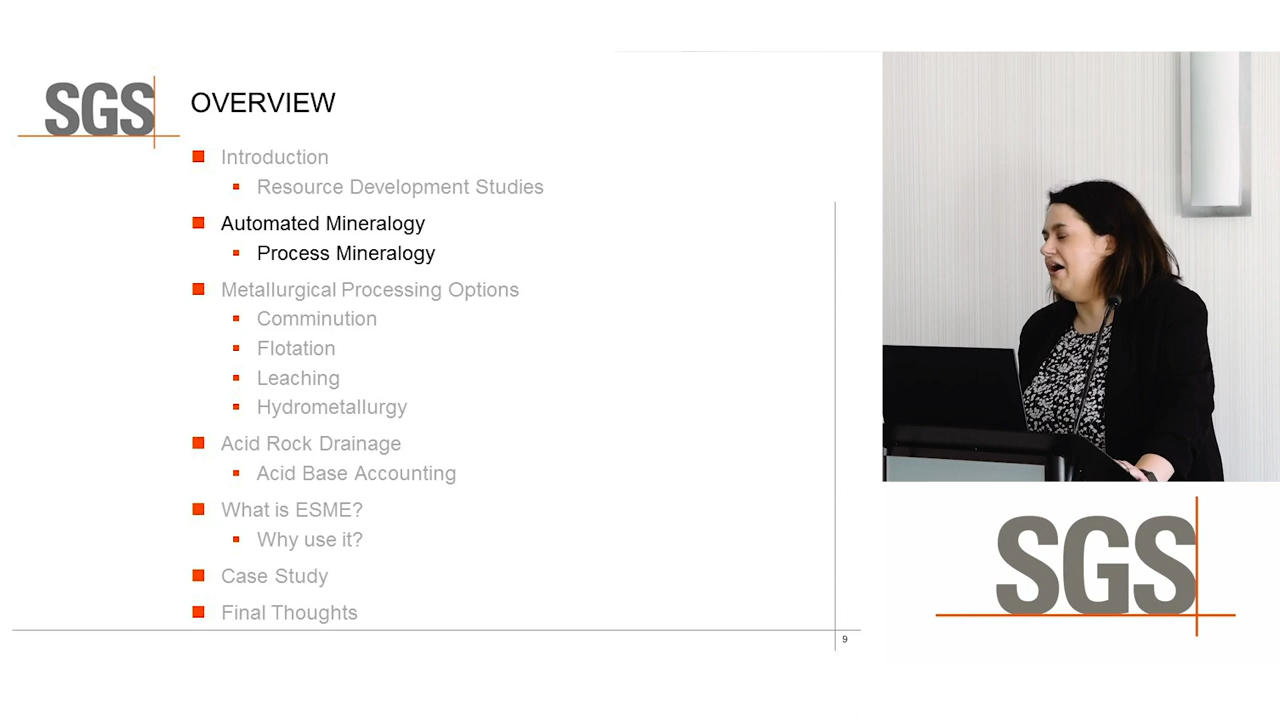 SGS
OVERVIEW
Introduction
Resource Development Studies
Automated Mineralogy
Process Mineralogy
Metallurgical Processing Options
Comminution
Flotation
Leaching
Hydrometallurgy
Acid Rock Drainage
Acid Base Accounting
What is ESME?
Why use it?
Case Study
Final Thoughts
9
SGS